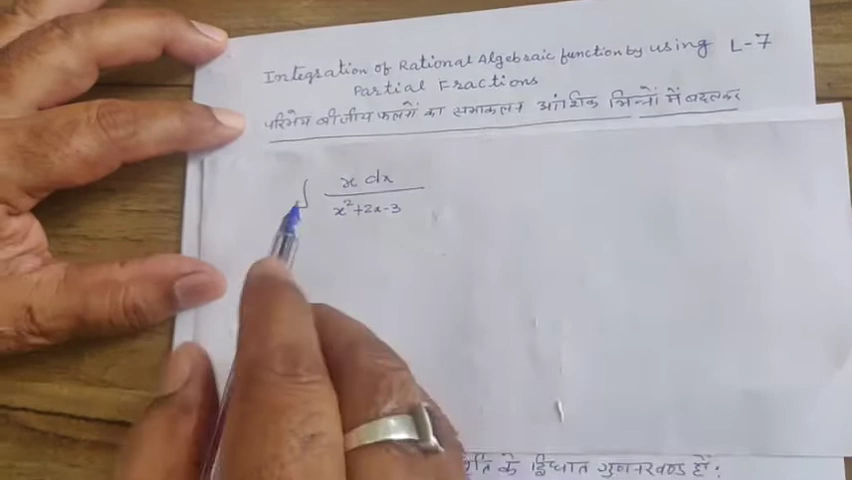 Integration of Rational Algebraic function by using L-7
Partial Fractions
परिमेय बीजीय फलनों का समाकलन आंशिक भिन्नों में बदलकर
∫ x dx / x²+2x-3
के द्विघात गुणनखण्ड हों: